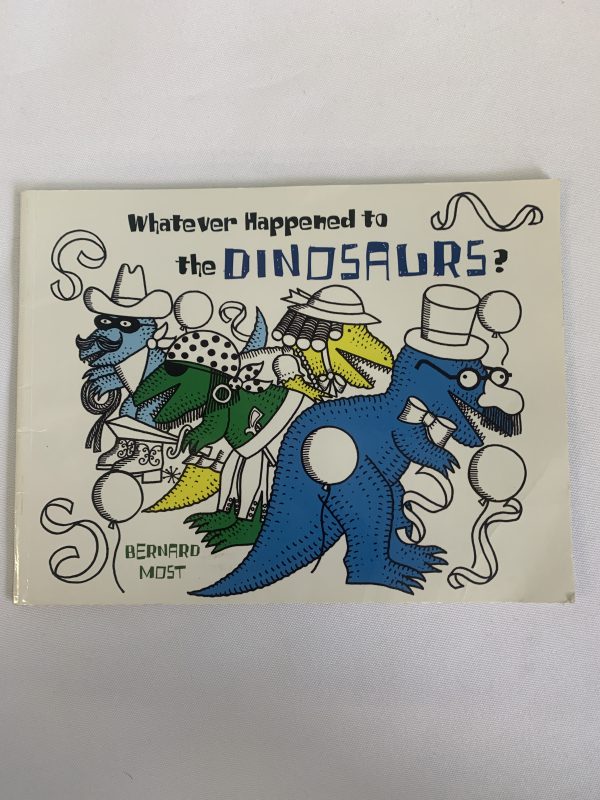 Whatever Happened to
the DINOSAURS?
BERNARD
MOST